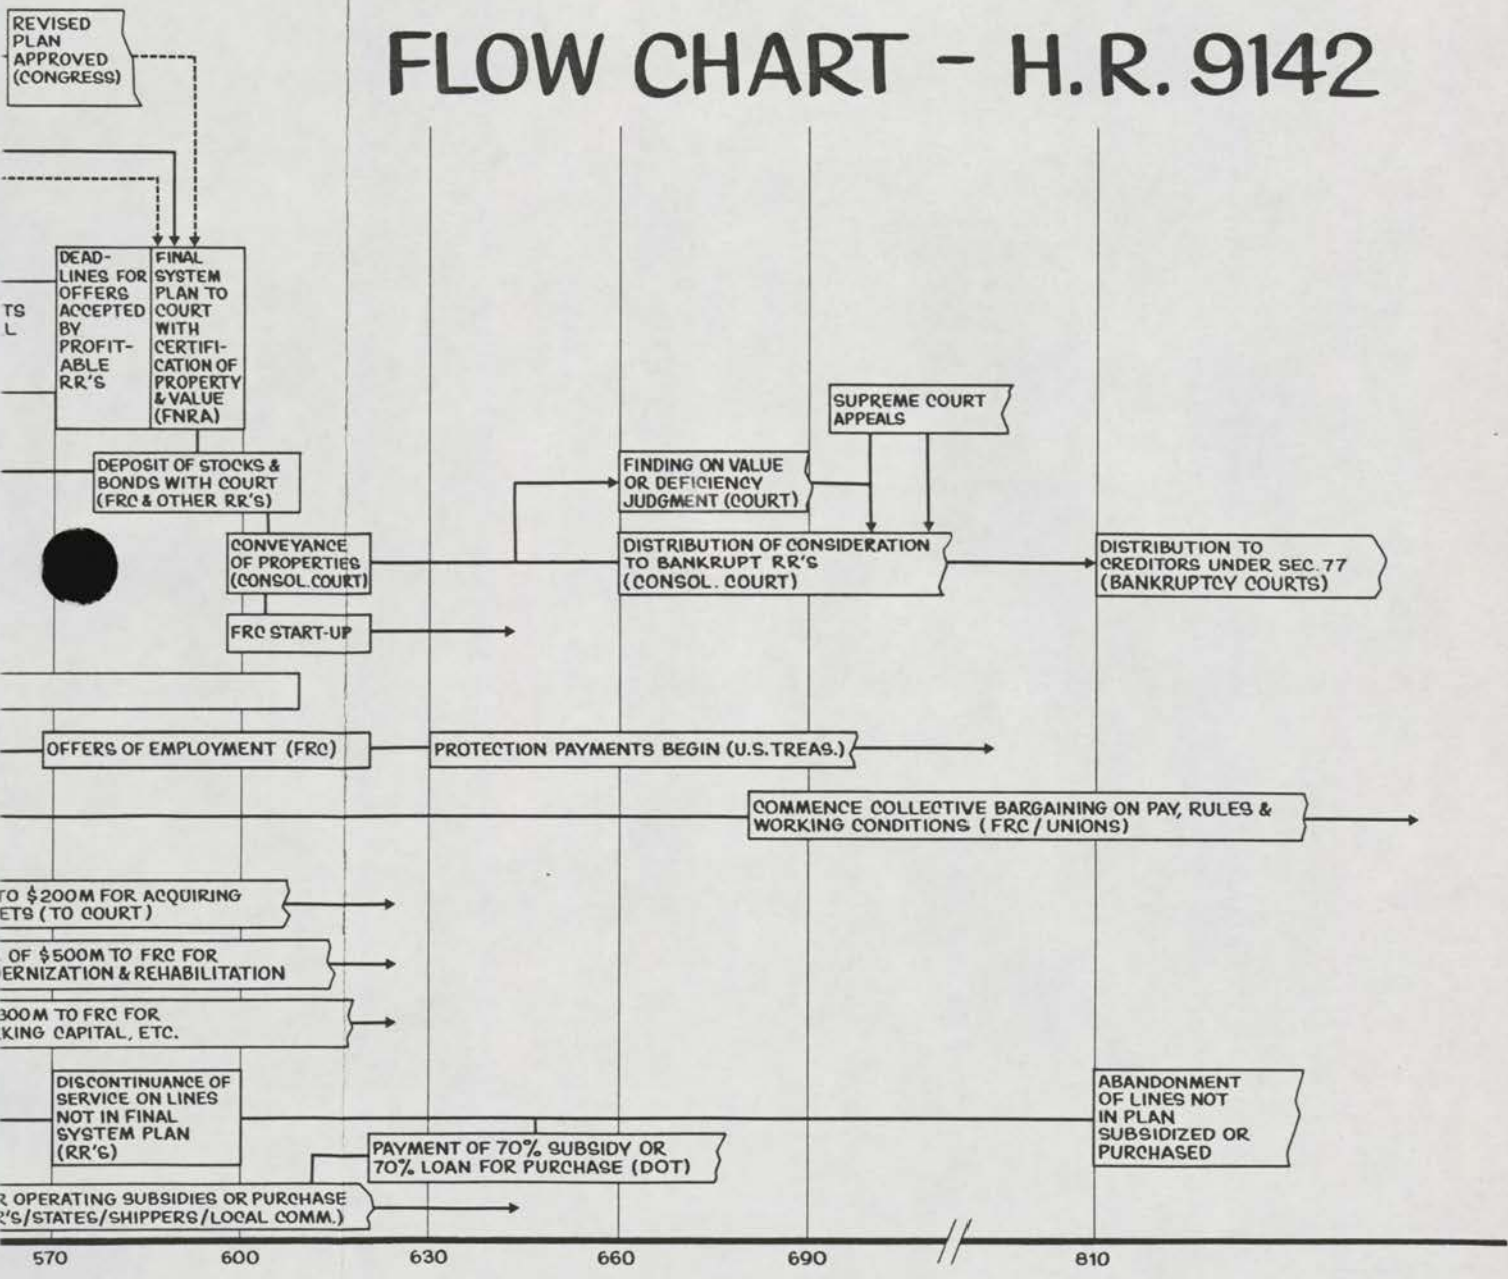 FLOW CHART - H.R. 9142
REVISED
PLAN
APPROVED
(CONGRESS)
TS
L
DEAD-
LINES FOR
OFFERS
ACCEPTED
BY
PROFIT-
ABLE
RR'S
FINAL
SYSTEM
PLAN TO
COURT
WITH
CERTIFI-
CATION OF
PROPERTY
& VALUE
(FNRA)
SUPREME COURT
APPEALS
DEPOSIT OF STOCKS &
BONDS WITH COURT
(FRC & OTHER RR'S)
FINDING ON VALUE
OR DEFICIENCY
JUDGMENT (COURT)
CONVEYANCE
OF PROPERTIES
(CONSOL. COURT)
DISTRIBUTION OF CONSIDERATION
TO BANKRUPT RR'S
(CONSOL. COURT)
DISTRIBUTION TO
CREDITORS UNDER SEC. 77
(BANKRUPTCY COURTS)
FRC START-UP
OFFERS OF EMPLOYMENT (FRC)
PROTECTION PAYMENTS BEGIN (U.S. TREAS.)
COMMENCE COLLECTIVE BARGAINING ON PAY, RULES &
WORKING CONDITIONS (FRC / UNIONS)
TO $200M FOR ACQUIRING
ETS (TO COURT)
OF $500M TO FRC FOR
ERNIZATION & REHABILITATION
300M TO FRC FOR
KING CAPITAL, ETC.
DISCONTINUANCE OF
SERVICE ON LINES
NOT IN FINAL
SYSTEM PLAN
(RR'S)
ABANDONMENT
OF LINES NOT
IN PLAN
SUBSIDIZED OR
PURCHASED
PAYMENT OF 70% SUBSIDY OR
70% LOAN FOR PURCHASE (DOT)
R OPERATING SUBSIDIES OR PURCHASE
R'S/STATES/SHIPPERS/LOCAL COMM.)
570 600 630 660 690 810